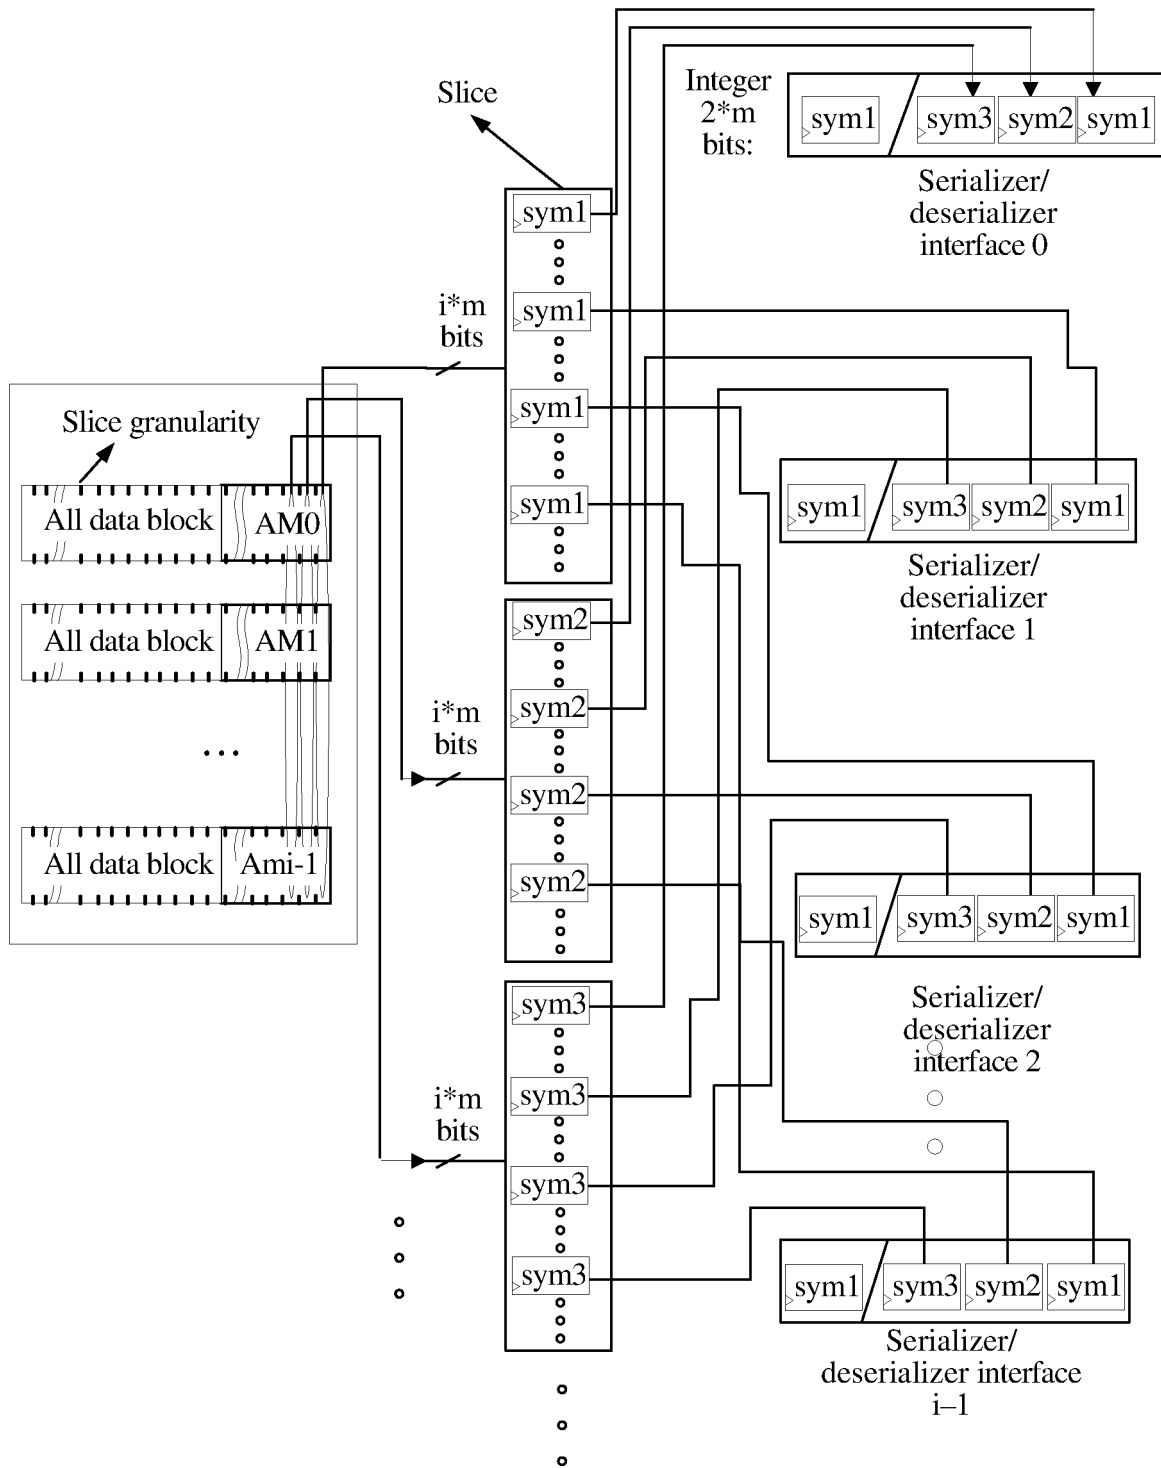 Slice
Integer
2*m
bits:
sym1 sym3 sym2 sym1
Serializer/
deserializer
interface 0
sym1
sym1
sym1
sym1
i*m
bits
Slice granularity
All data block AM0
All data block AM1
...
All data block Ami-1
sym1 sym3 sym2 sym1
Serializer/
deserializer
interface 1
sym2
sym2
sym2
sym2
i*m
bits
sym1 sym3 sym2 sym1
Serializer/
deserializer
interface 2
sym3
sym3
sym3
sym3
i*m
bits
sym1 sym3 sym2 sym1
Serializer/
deserializer interface
i–1